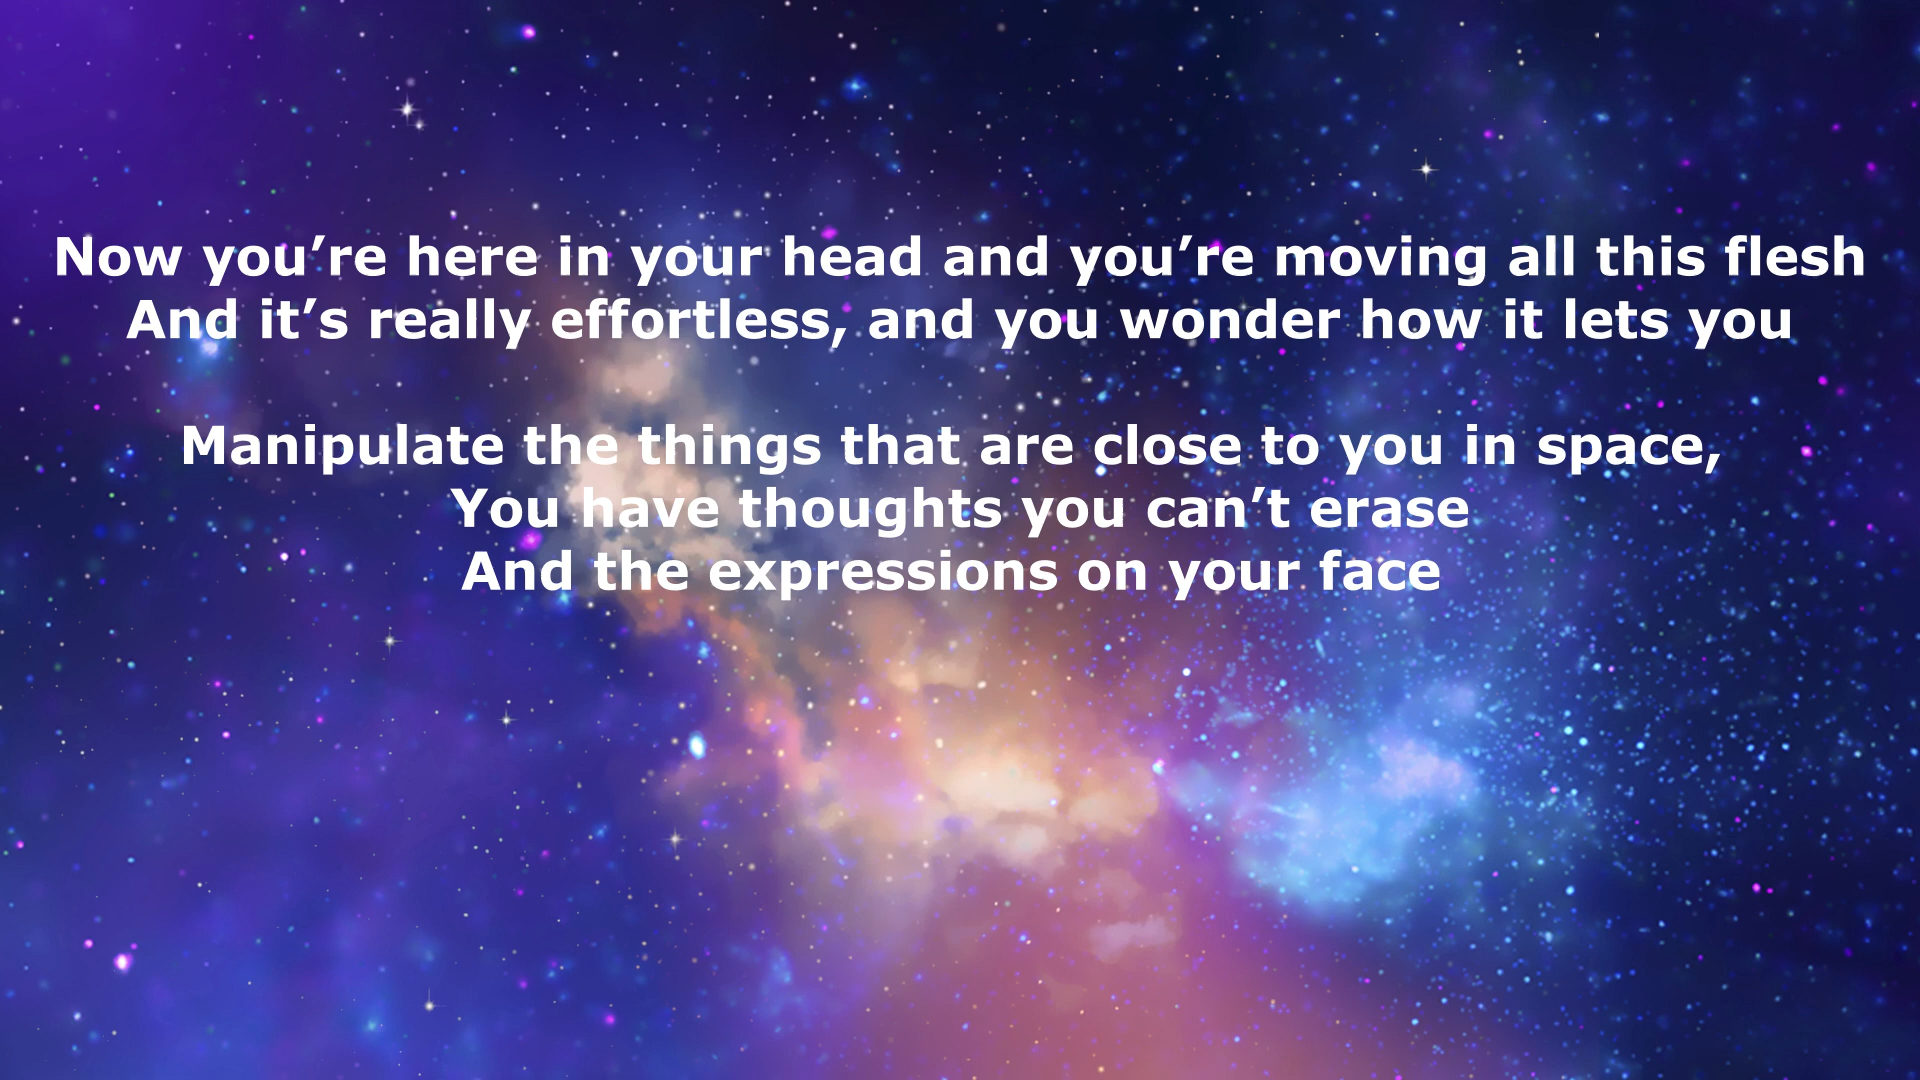 Now you’re here in your head and you’re moving all this flesh
And it’s really effortless, and you wonder how it lets you
Manipulate the things that are close to you in space,
You have thoughts you can’t erase
And the expressions on your face